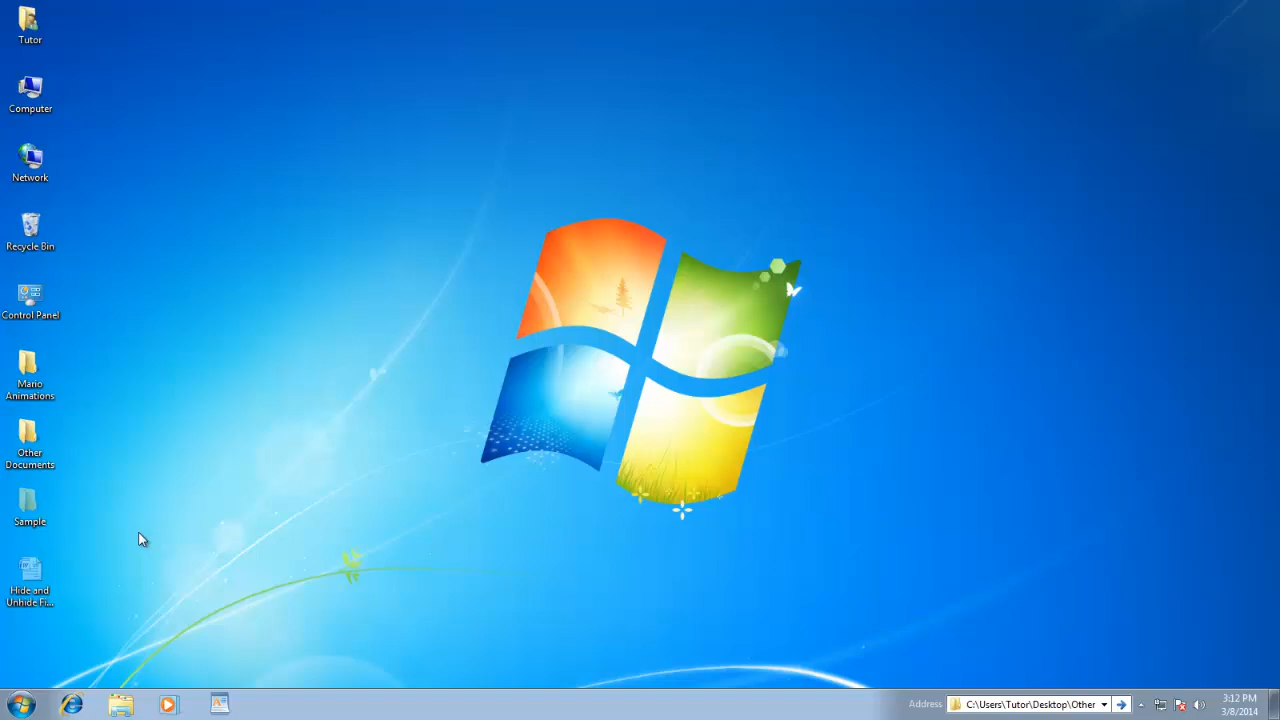 Tutor
Computer
Network
Recycle Bin
Control Panel
Mario
Animations
Other
Documents
Sample
Hide and
Unhide Fi...
Address
C:\Users\Tutor\Desktop\Other
3:12 PM
3/8/2014